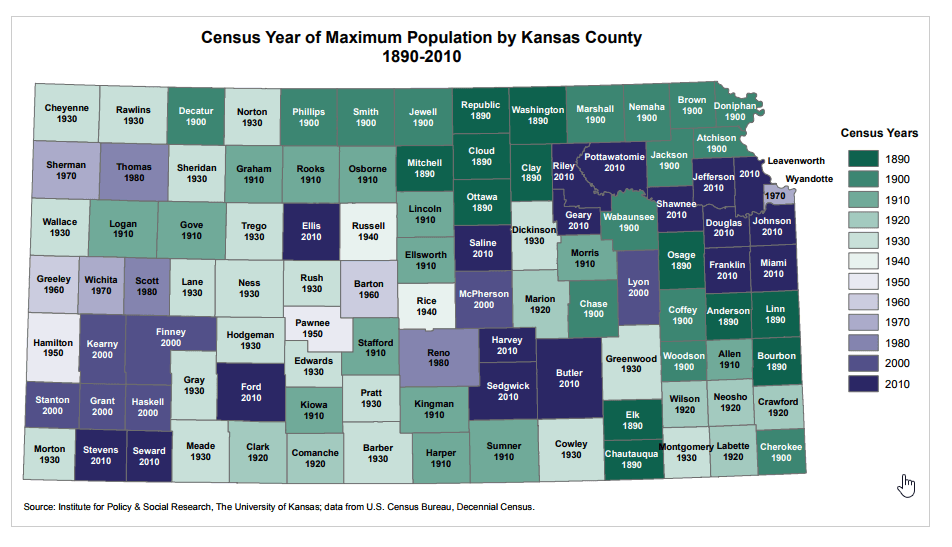 Census Year of Maximum Population by Kansas County
1890-2010
Cheyenne
1930
Rawlins
1930
Decatur
1900
Norton
1930
Phillips
1900
Smith
1900
Jewell
1900
Republic
1890
Washington
1890
Marshall
1900
Nemaha
1900
Brown
1900
Doniphan
1900
Atchison
1900
Sherman
1970
Thomas
1980
Sheridan
1930
Graham
1910
Rooks
1910
Osborne
1910
Mitchell
1890
Cloud
1890
Clay
1890
Riley
2010
Pottawatomie
2010
Jackson
1900
Jefferson
2010
Leavenworth
2010
Wyandotte
1970
Wallace
1930
Logan
1910
Gove
1910
Trego
1930
Ellis
2010
Russell
1940
Lincoln
1910
Ottawa
1890
Saline
2010
Dickinson
1930
Geary
2010
Wabaunsee
1900
Shawnee
2010
Douglas
2010
Johnson
2010
Ellsworth
1910
Morris
1910
Osage
1890
Franklin
2010
Miami
2010
Greeley
1960
Wichita
1970
Scott
1980
Lane
1930
Ness
1930
Rush
1930
Barton
1960
Rice
1940
McPherson
2000
Marion
1920
Chase
1900
Lyon
2000
Coffey
1900
Anderson
1890
Linn
1890
Hamilton
1950
Kearny
2000
Finney
2000
Hodgeman
1930
Pawnee
1950
Stafford
1910
Edwards
1930
Reno
1980
Harvey
2010
Sedgwick
2010
Butler
2010
Greenwood
1930
Woodson
1900
Allen
1910
Bourbon
1890
Stanton
2000
Grant
2000
Haskell
2000
Gray
1930
Ford
2010
Kiowa
1910
Pratt
1930
Kingman
1910
Elk
1890
Wilson
1920
Neosho
1920
Crawford
1920
Morton
1930
Stevens
2010
Seward
2010
Meade
1930
Clark
1920
Comanche
1920
Barber
1930
Harper
1910
Sumner
1910
Cowley
1930
Chautauqua
1890
Montgomery
1930
Labette
1920
Cherokee
1900
Census Years
1890
1900
1910
1920
1930
1940
1950
1960
1970
1980
2000
2010
Source: Institute for Policy & Social Research, The University of Kansas; data from U.S. Census Bureau, Decennial Census.